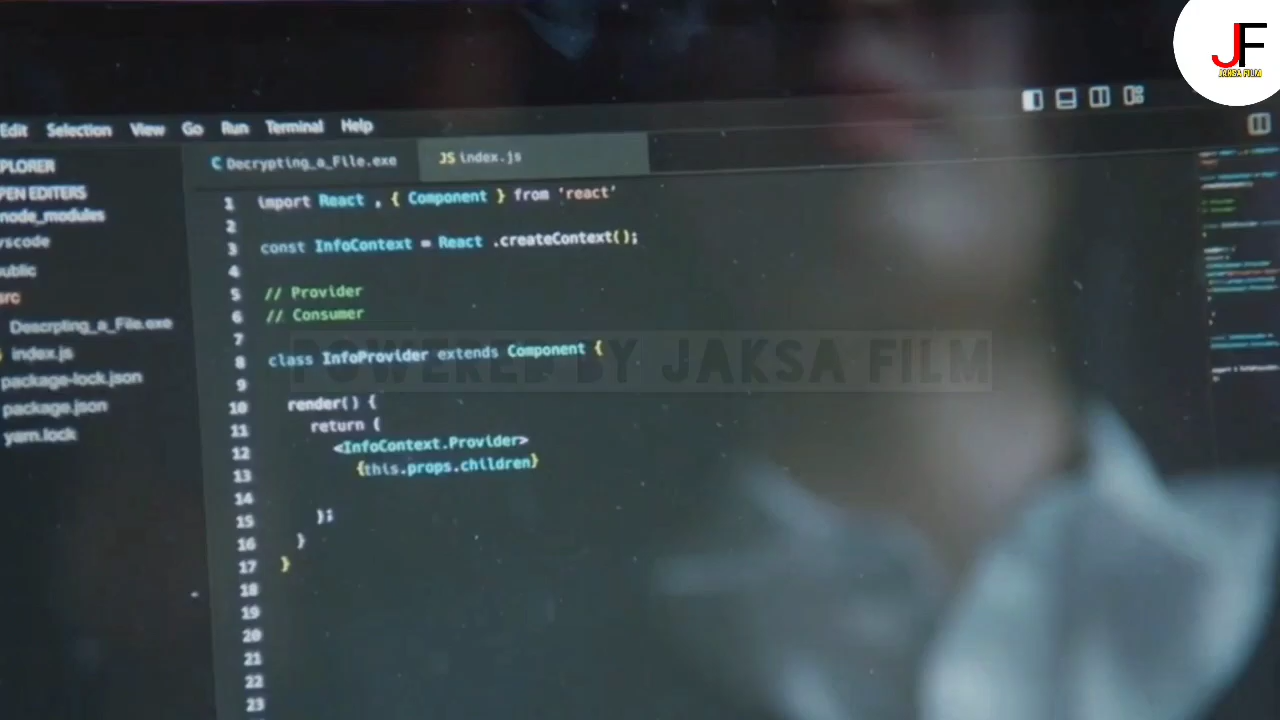 JF
JAKSA FILM
Edit Selection View Go Run Terminal Help
PLORER
PEN EDITORS
node_modules
vscode
ublic
src
Descrpting_a_File.exe
index.js
package-lock.json
package.json
yarn.lock
C Decrypting_a_File.exe JS index.js
1 import React , { Component } from 'react'
2
3 const InfoContext = React .createContext();
4
5 // Provider
6 // Consumer
7
8 class InfoProvider extends Component {
9
10 render() {
11 return (
12 <InfoContext.Provider>
13 {this.props.children}
14
15 );
16 }
17 }
18
19
20
21
22
23
POWERED BY JAKSA FILM